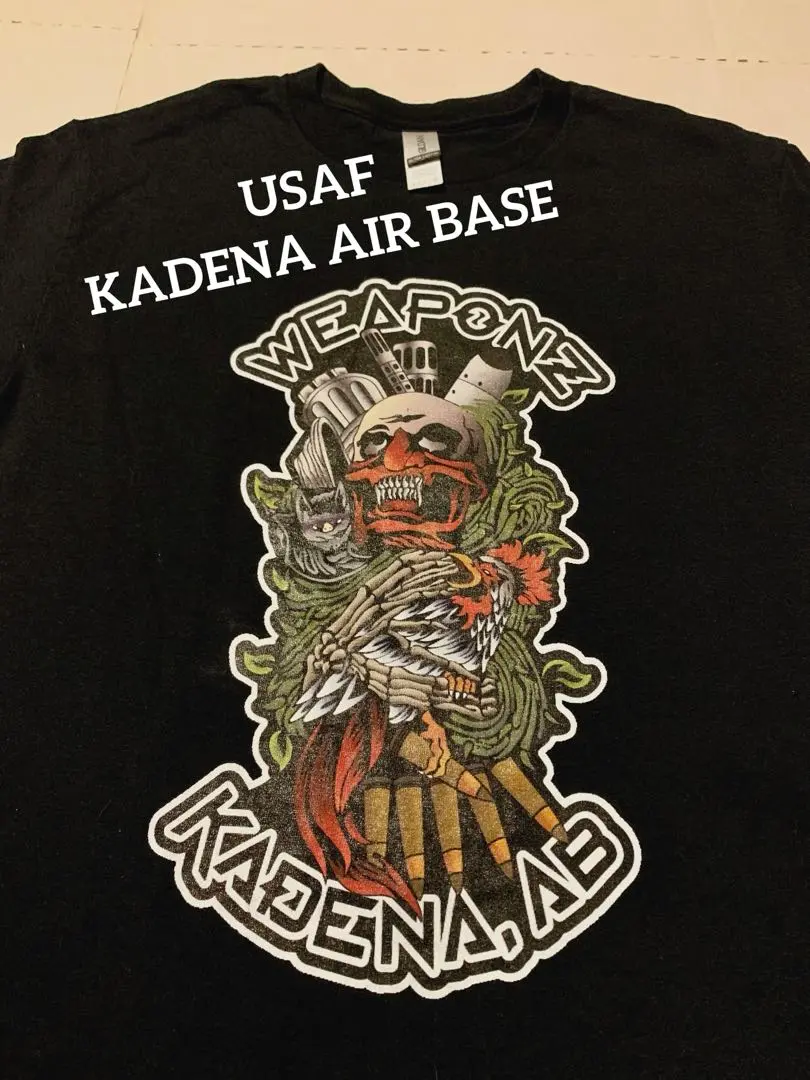 USAF
KADENA AIR BASE
WEAPONZ
KADENA, AB